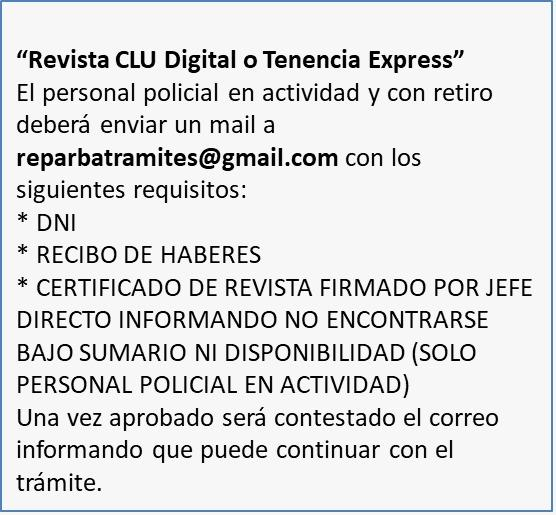 “Revista CLU Digital o Tenencia Express”
El personal policial en actividad y con retiro
deberá enviar un mail a
reparbatramites@gmail.com con los
siguientes requisitos:
* DNI
* RECIBO DE HABERES
* CERTIFICADO DE REVISTA FIRMADO POR JEFE
DIRECTO INFORMANDO NO ENCONTRARSE
BAJO SUMARIO NI DISPONIBILIDAD (SOLO
PERSONAL POLICIAL EN ACTIVIDAD)
Una vez aprobado será contestado el correo
informando que puede continuar con el
trámite.